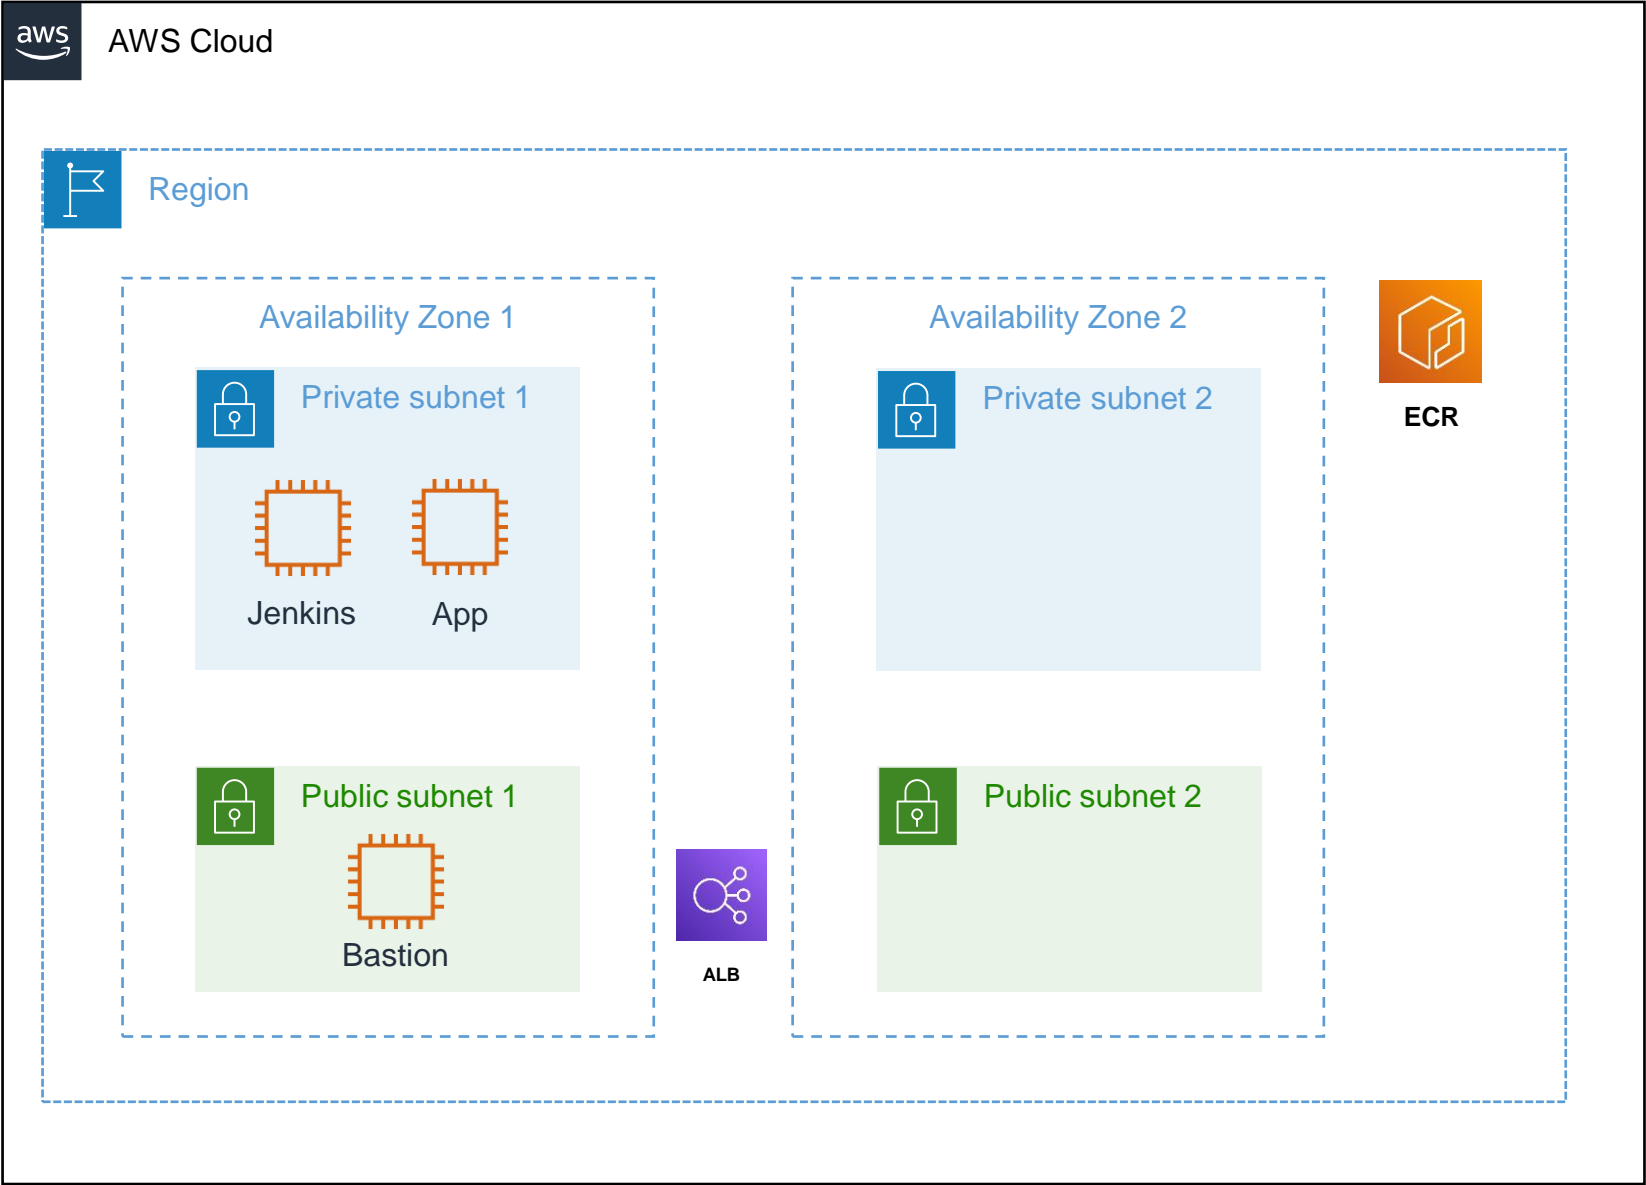 aws
AWS Cloud
Region
Availability Zone 1
Availability Zone 2
Private subnet 1
Private subnet 2
ECR
Jenkins
App
Public subnet 1
Public subnet 2
Bastion
ALB